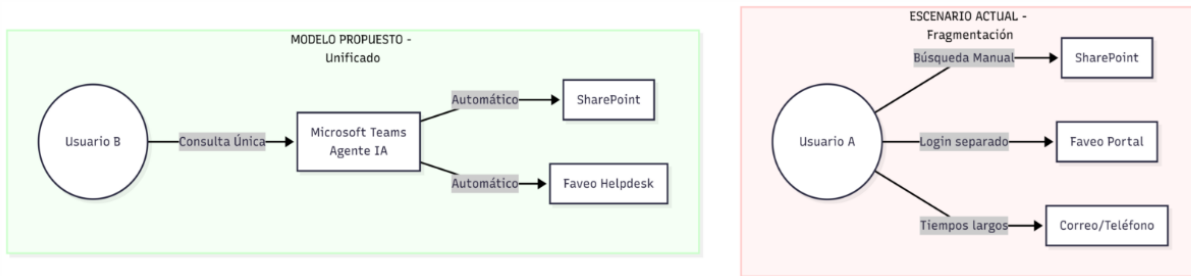 MODELO PROPUESTO -
Unificado
Usuario B
Consulta Única
Microsoft Teams
Agente IA
Automático
SharePoint
Automático
Faveo Helpdesk
ESCENARIO ACTUAL -
Fragmentación
Búsqueda Manual
SharePoint
Usuario A
Login separado
Faveo Portal
Tiempos largos
Correo/Teléfono